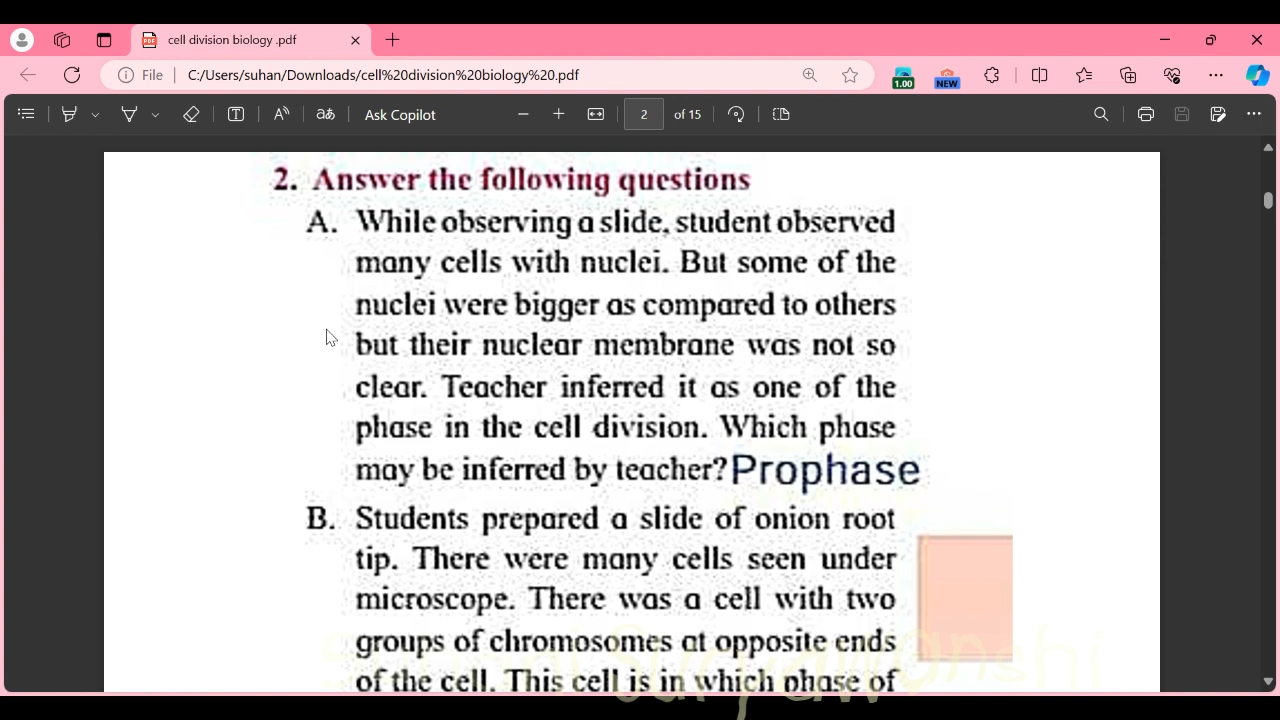 cell division biology .pdf
File
C:/Users/suhan/Downloads/cell%20division%20biology%20.pdf
1.00
NEW
Ask Copilot
2
of 15
2. Answer the following questions
A. While observing a slide, student observed
many cells with nuclei. But some of the
nuclei were bigger as compared to others
but their nuclear membrane was not so
clear. Teacher inferred it as one of the
phase in the cell division. Which phase
may be inferred by teacher? Prophase
B. Students prepared a slide of onion root
tip. There were many cells seen under
microscope. There was a cell with two
groups of chromosomes at opposite ends
of the cell. This cell is in which phase of